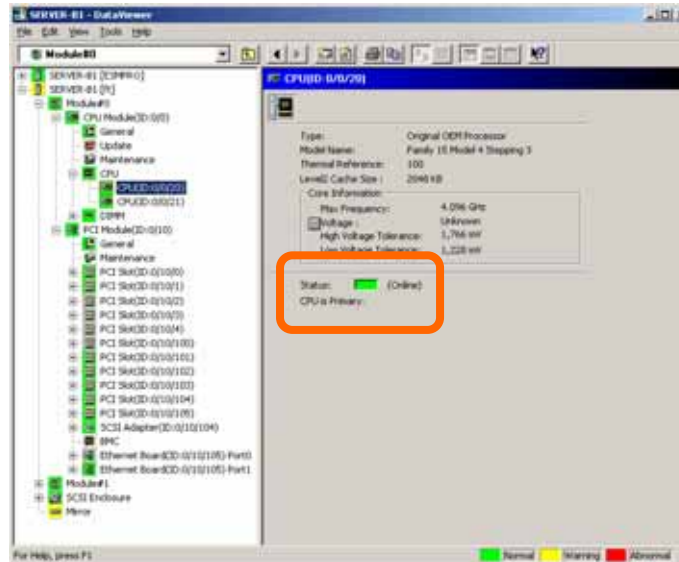 SERVER-B1 - DataViewer
File Edit View Tools Help
Module#0
SERVER-B1 [ESMPRO]
SERVER-B1 [ft]
Module#0
CPU Module(ID:0/0)
General
Update
Maintenance
CPU
CPU(ID:0/0/20)
CPU(ID:0/0/21)
DIMM
PCI Module(ID:0/10)
General
Maintenance
PCI Slot(ID:0/10/0)
PCI Slot(ID:0/10/1)
PCI Slot(ID:0/10/2)
PCI Slot(ID:0/10/3)
PCI Slot(ID:0/10/4)
PCI Slot(ID:0/10/100)
PCI Slot(ID:0/10/101)
PCI Slot(ID:0/10/102)
PCI Slot(ID:0/10/103)
PCI Slot(ID:0/10/104)
PCI Slot(ID:0/10/105)
SCSI Adapter(ID:0/10/104)
BMC
Ethernet Board(ID:0/10/105)-Port0
Ethernet Board(ID:0/10/105)-Port1
Module#1
SCSI Enclosure
Mirror
CPU(ID:0/0/20)
Type: Original OEM Processor
Model Name: Family 15 Model 4 Stepping 3
Thermal Reference: 100
Level2 Cache Size : 2048 KB
Core Information
Max Frequency: 4.096 GHz
Voltage : Unknown
High Voltage Tolerance: 1,766 mV
Low Voltage Tolerance: 1,228 mV
Status: (Online)
CPU is Primary.
For Help, press F1
Normal Warning Abnormal